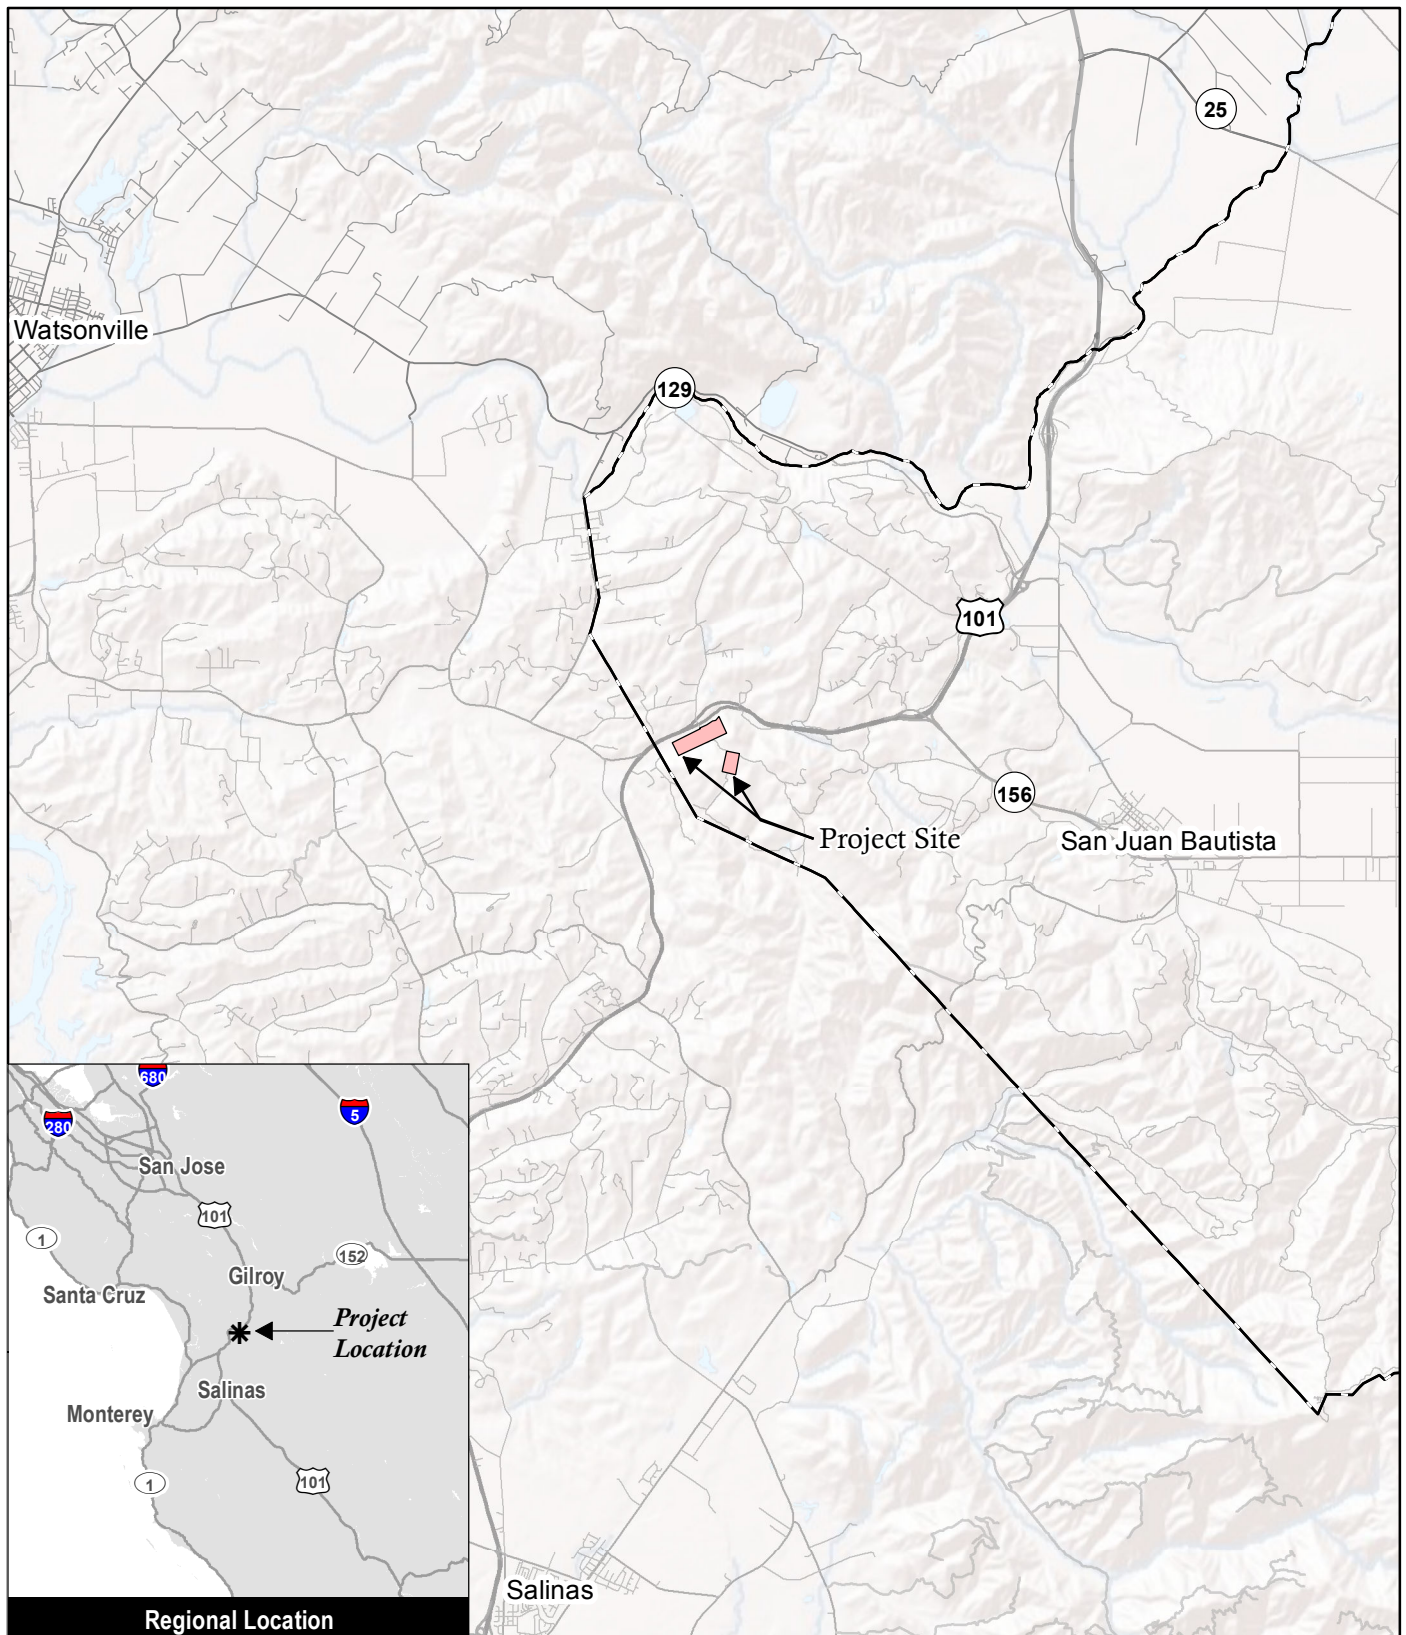 25
Watsonville
129
101
156
Project Site
San Juan Bautista
680
5
280
San Jose
101
1
152
Gilroy
Santa Cruz
Project
Location
Salinas
Monterey
101
1
Salinas
Regional Location